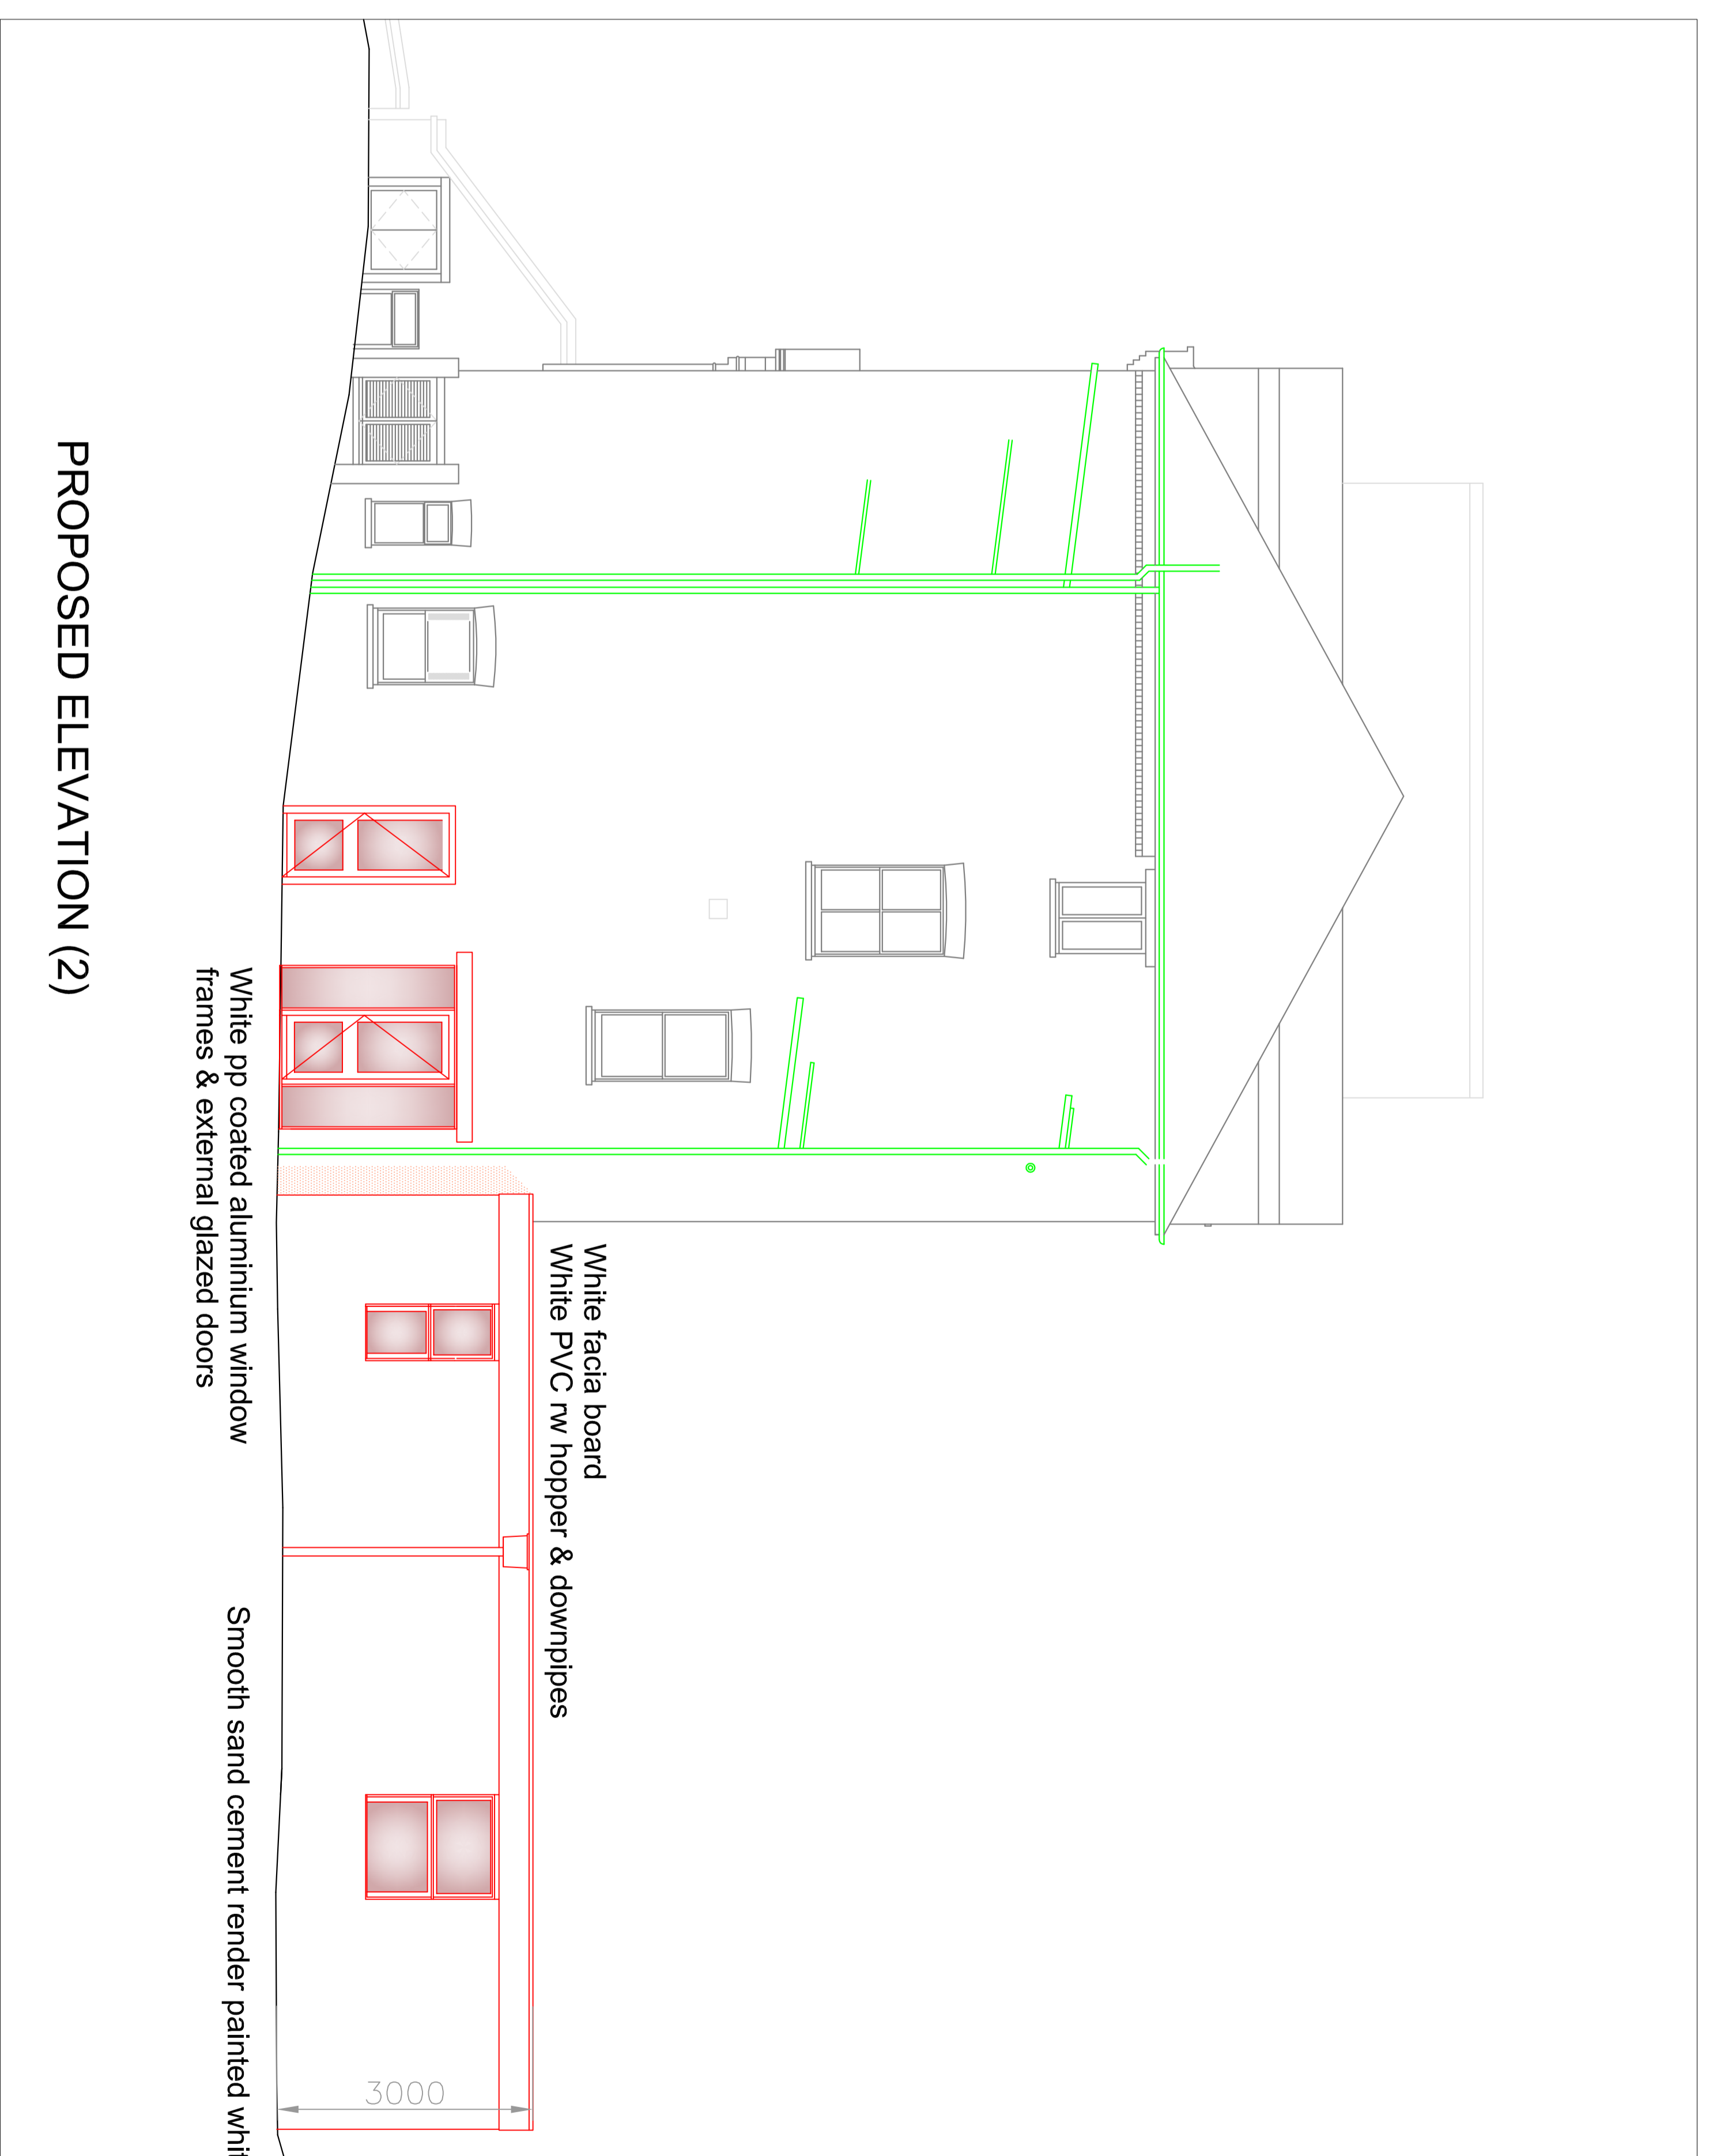 White facia board
White PVC rw hopper & downpipes
3000
White pp coated aluminium window
frames & external glazed doors
Smooth sand cement render painted
PROPOSED ELEVATION (2)